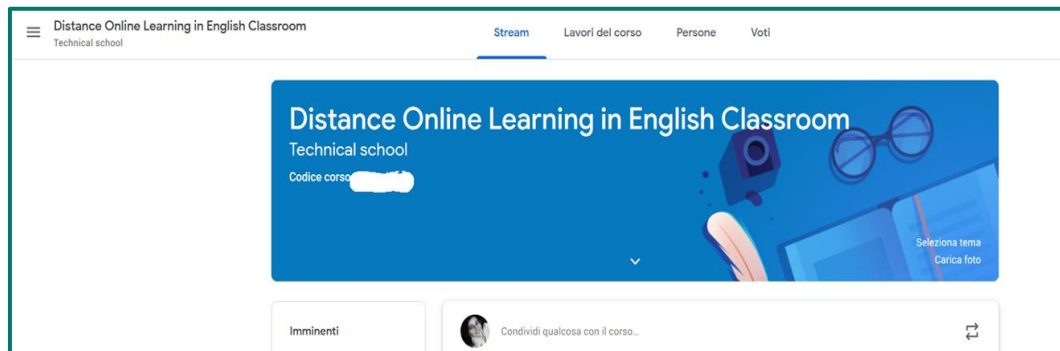 Distance Online Learning in English Classroom
Technical school
Stream Lavori del corso Persone Voti
Distance Online Learning in English Classroom
Technical school
Codice corso
Seleziona tema
Carica foto
Imminenti
Condividi qualcosa con il corso...